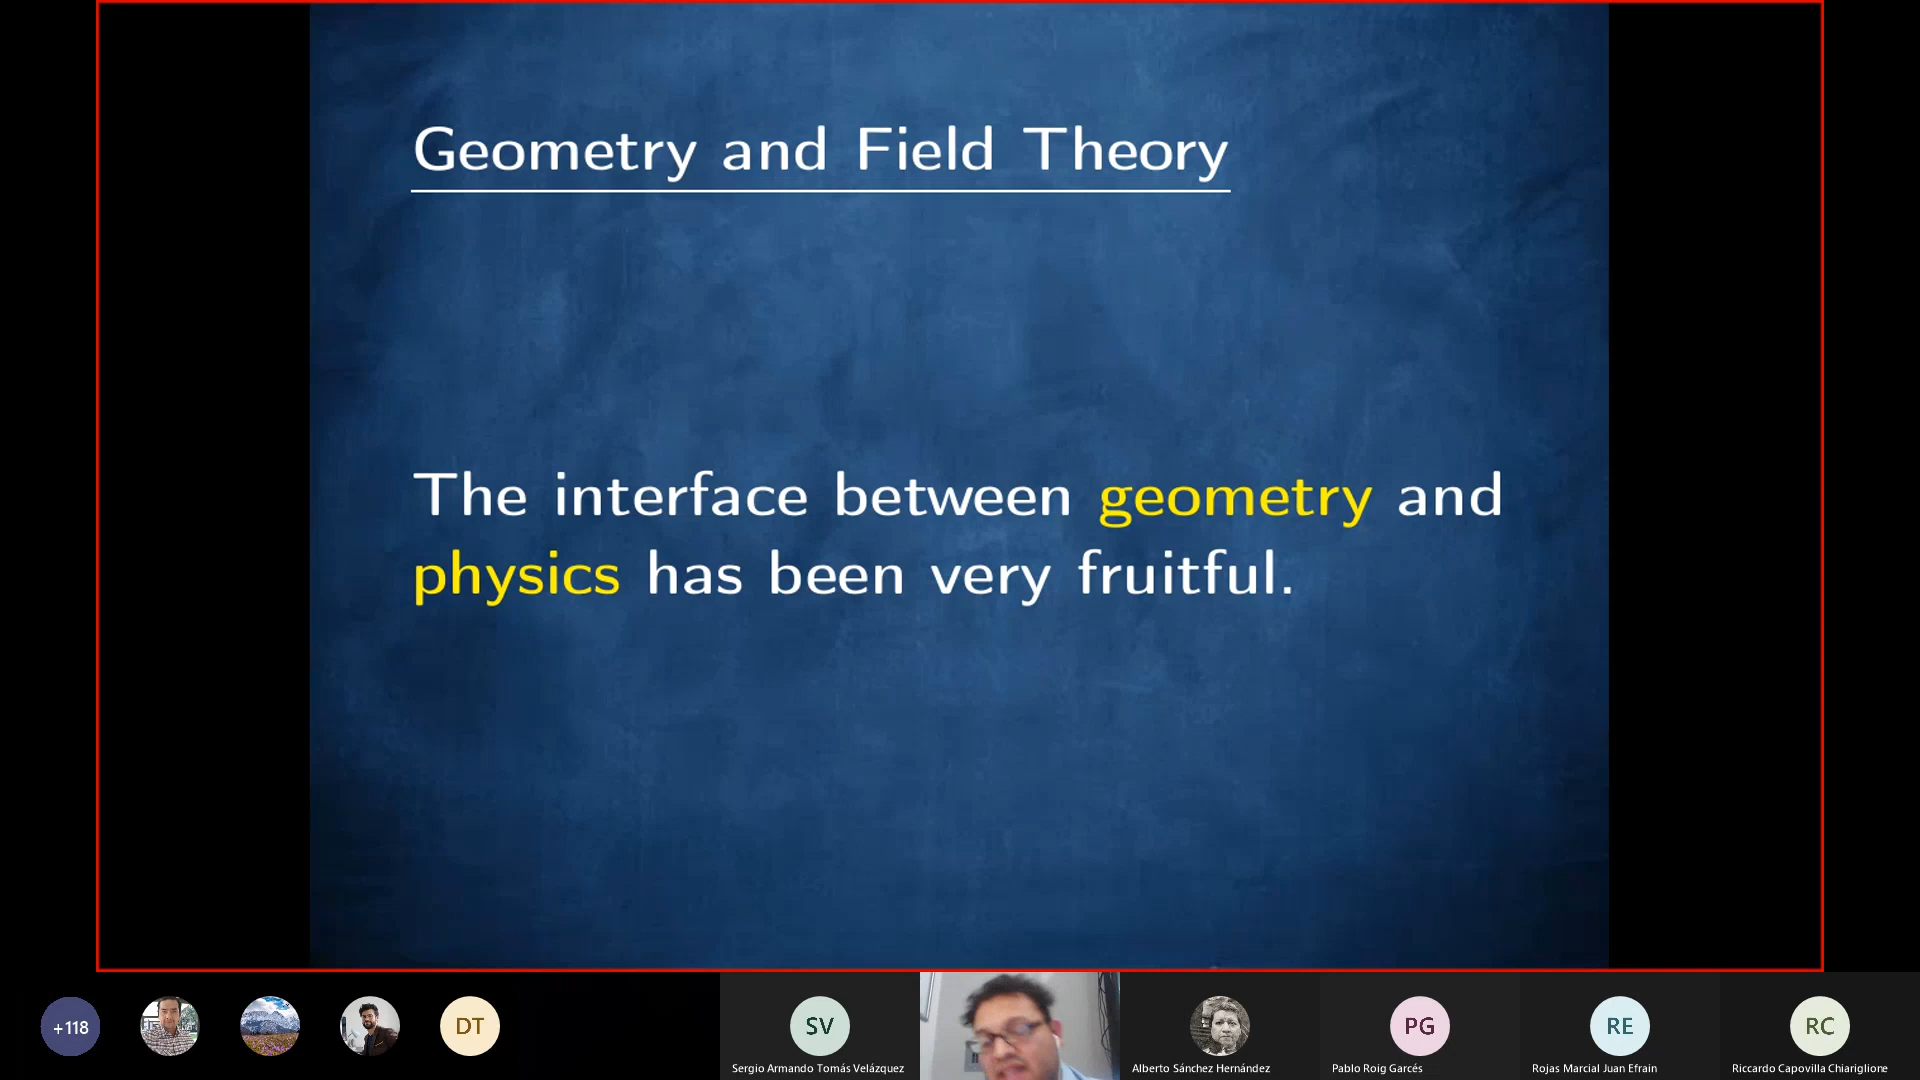 Geometry and Field Theory
The interface between geometry and
physics has been very fruitful.
+118
DT
SV
PG
RE
RC
Sergio Armando Tomás Velázquez
Alberto Sánchez Hernández
Pablo Roig Garcés
Rojas Marcial Juan Efrain
Riccardo Capovilla Chiariglione